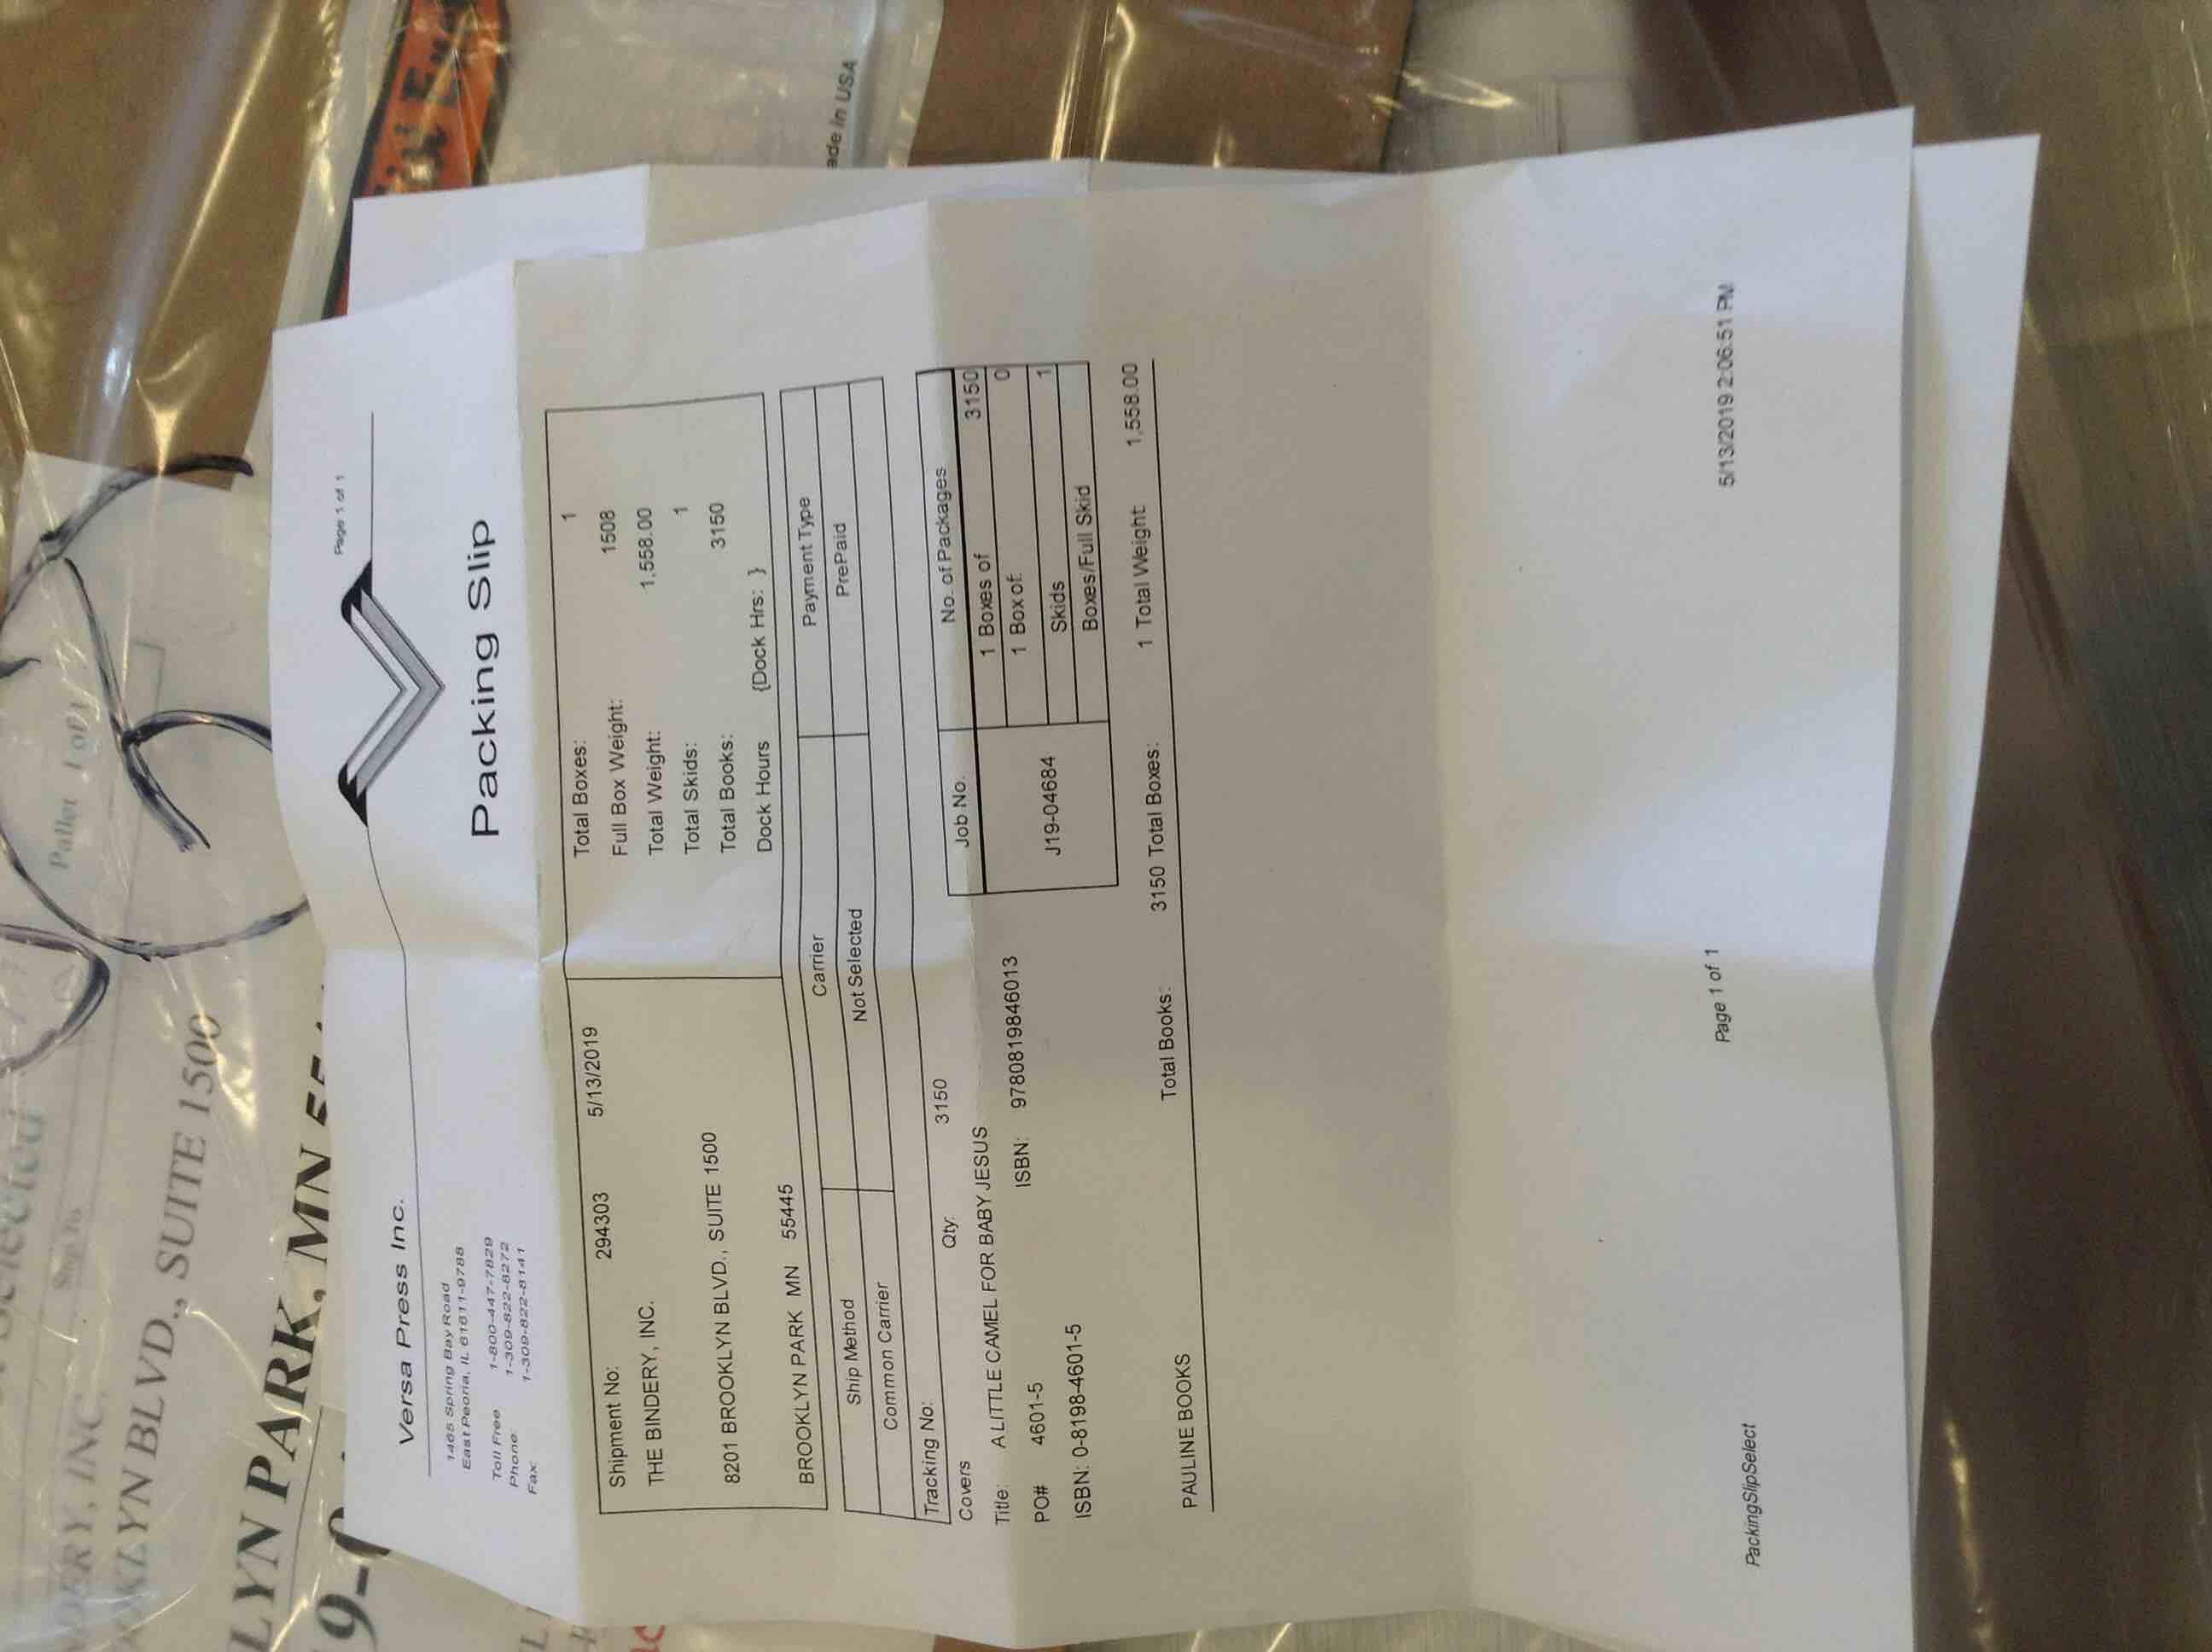 Page 1 of 1
Versa Press Inc.
1465 Spring Bay Road
East Peoria, IL 61611-9788
Toll Free 1-800-447-7829
Phone 1-309-822-8272
Fax 1-309-822-8141
Packing Slip
Shipment No: 294303 5/13/2019
THE BINDERY, INC.
8201 BROOKLYN BLVD., SUITE 1500
BROOKLYN PARK MN 55445
Total Boxes: 1
Full Box Weight: 1508
Total Weight: 1,558.00
Total Skids: 1
Total Books: 3150
Dock Hours {Dock Hrs: }
Ship Method Carrier Payment Type
Common Carrier Not Selected PrePaid
Tracking No:
Covers Qty: 3150
Title: A LITTLE CAMEL FOR BABY JESUS
PO# 4601-5 ISBN: 9780819846013
ISBN: 0-8198-4601-5
Job No. No. of Packages
J19-04684
1 Boxes of 3150
1 Box of: 0
Skids 1
Boxes/Full Skid
PAULINE BOOKS Total Books: 3150 Total Boxes: 1 Total Weight: 1,558.00
PackingSlipSelect Page 1 of 1 5/13/2019 2:06:51 PM
Ship To
DERY, INC.
OKLYN BLVD., SUITE 1500
LYN PARK, MN
Pallet
ade in USA